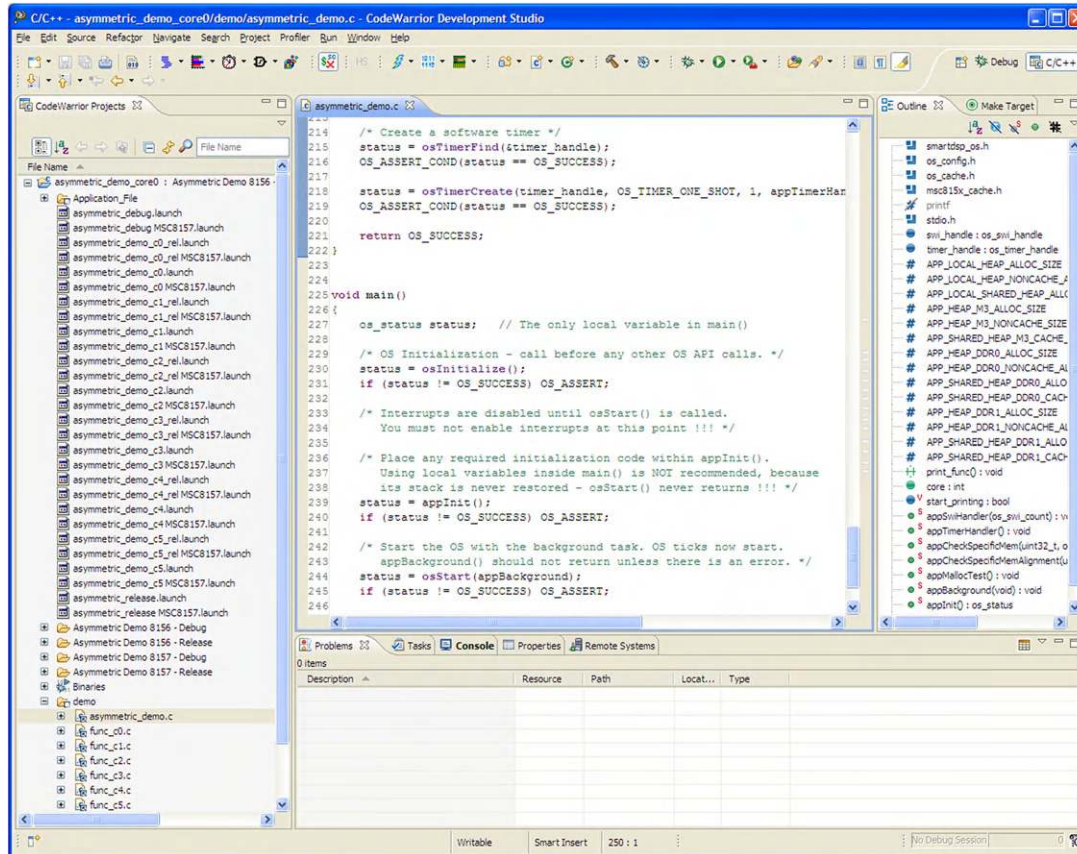 C/C++ - asymmetric_demo_core0/demo/asymmetric_demo.c - CodeWarrior Development Studio
File Edit Source Refactor Navigate Search Project Profiler Run Window Help
Debug C/C++
CodeWarrior Projects
File Name
File Name
asymmetric_demo_core0 : Asymmetric Demo 8156 -
Application_File
asymmetric_debug.launch
asymmetric_debug MSC8157.launch
asymmetric_demo_c0_rel.launch
asymmetric_demo_c0_rel MSC8157.launch
asymmetric_demo_c0.launch
asymmetric_demo_c0 MSC8157.launch
asymmetric_demo_c1_rel.launch
asymmetric_demo_c1_rel MSC8157.launch
asymmetric_demo_c1.launch
asymmetric_demo_c1 MSC8157.launch
asymmetric_demo_c2_rel.launch
asymmetric_demo_c2_rel MSC8157.launch
asymmetric_demo_c2.launch
asymmetric_demo_c2 MSC8157.launch
asymmetric_demo_c3_rel.launch
asymmetric_demo_c3_rel MSC8157.launch
asymmetric_demo_c3.launch
asymmetric_demo_c3 MSC8157.launch
asymmetric_demo_c4_rel.launch
asymmetric_demo_c4_rel MSC8157.launch
asymmetric_demo_c4.launch
asymmetric_demo_c4 MSC8157.launch
asymmetric_demo_c5_rel.launch
asymmetric_demo_c5_rel MSC8157.launch
asymmetric_demo_c5.launch
asymmetric_demo_c5 MSC8157.launch
asymmetric_release.launch
asymmetric_release MSC8157.launch
Asymmetric Demo 8156 - Debug
Asymmetric Demo 8156 - Release
Asymmetric Demo 8157 - Debug
Asymmetric Demo 8157 - Release
Binaries
demo
asymmetric_demo.c
func_c0.c
func_c1.c
func_c2.c
func_c3.c
func_c4.c
func_c5.c
asymmetric_demo.c
213
214 /* Create a software timer */
215 status = osTimerFind(&timer_handle);
216 OS_ASSERT_COND(status == OS_SUCCESS);
217
218 status = osTimerCreate(timer_handle, OS_TIMER_ONE_SHOT, 1, appTimerHan
219 OS_ASSERT_COND(status == OS_SUCCESS);
220
221 return OS_SUCCESS;
222 }
223
224
225 void main()
226 {
227 os_status status; // The only local variable in main()
228
229 /* OS Initialization - call before any other OS API calls. */
230 status = osInitialize();
231 if (status != OS_SUCCESS) OS_ASSERT;
232
233 /* Interrupts are disabled until osStart() is called.
234 You must not enable interrupts at this point !!! */
235
236 /* Place any required initialization code within appInit().
237 Using local variables inside main() is NOT recommended, because
238 its stack is never restored - osStart() never returns !!! */
239 status = appInit();
240 if (status != OS_SUCCESS) OS_ASSERT;
241
242 /* Start the OS with the background task. OS ticks now start.
243 appBackground() should not return unless there is an error. */
244 status = osStart(appBackground);
245 if (status != OS_SUCCESS) OS_ASSERT;
246
Outline Make Target
smartdsp_os.h
os_config.h
os_cache.h
msc815x_cache.h
printf
stdio.h
swi_handle : os_swi_handle
timer_handle : os_timer_handle
APP_LOCAL_HEAP_ALLOC_SIZE
APP_LOCAL_HEAP_NONCACHE_A
APP_LOCAL_SHARED_HEAP_ALLO
APP_HEAP_M3_ALLOC_SIZE
APP_HEAP_M3_NONCACHE_SIZE
APP_SHARED_HEAP_M3_CACHE_
APP_HEAP_DDR0_ALLOC_SIZE
APP_HEAP_DDR0_NONCACHE_AL
APP_SHARED_HEAP_DDR0_ALLO
APP_SHARED_HEAP_DDR0_CACH
APP_HEAP_DDR1_ALLOC_SIZE
APP_HEAP_DDR1_NONCACHE_AL
APP_SHARED_HEAP_DDR1_ALLO
APP_SHARED_HEAP_DDR1_CACH
print_func() : void
core : int
start_printing : bool
appSwiHandler(os_swi_count) : v
appTimerHandler() : void
appCheckSpecificMem(uint32_t, o
appCheckSpecificMemAlignment(u
appMallocTest() : void
appBackground(void) : void
appInit() : os_status
Problems Tasks Console Properties Remote Systems
0 items
Description Resource Path Locat... Type
Writable Smart Insert 250 : 1 No Debug Session 0